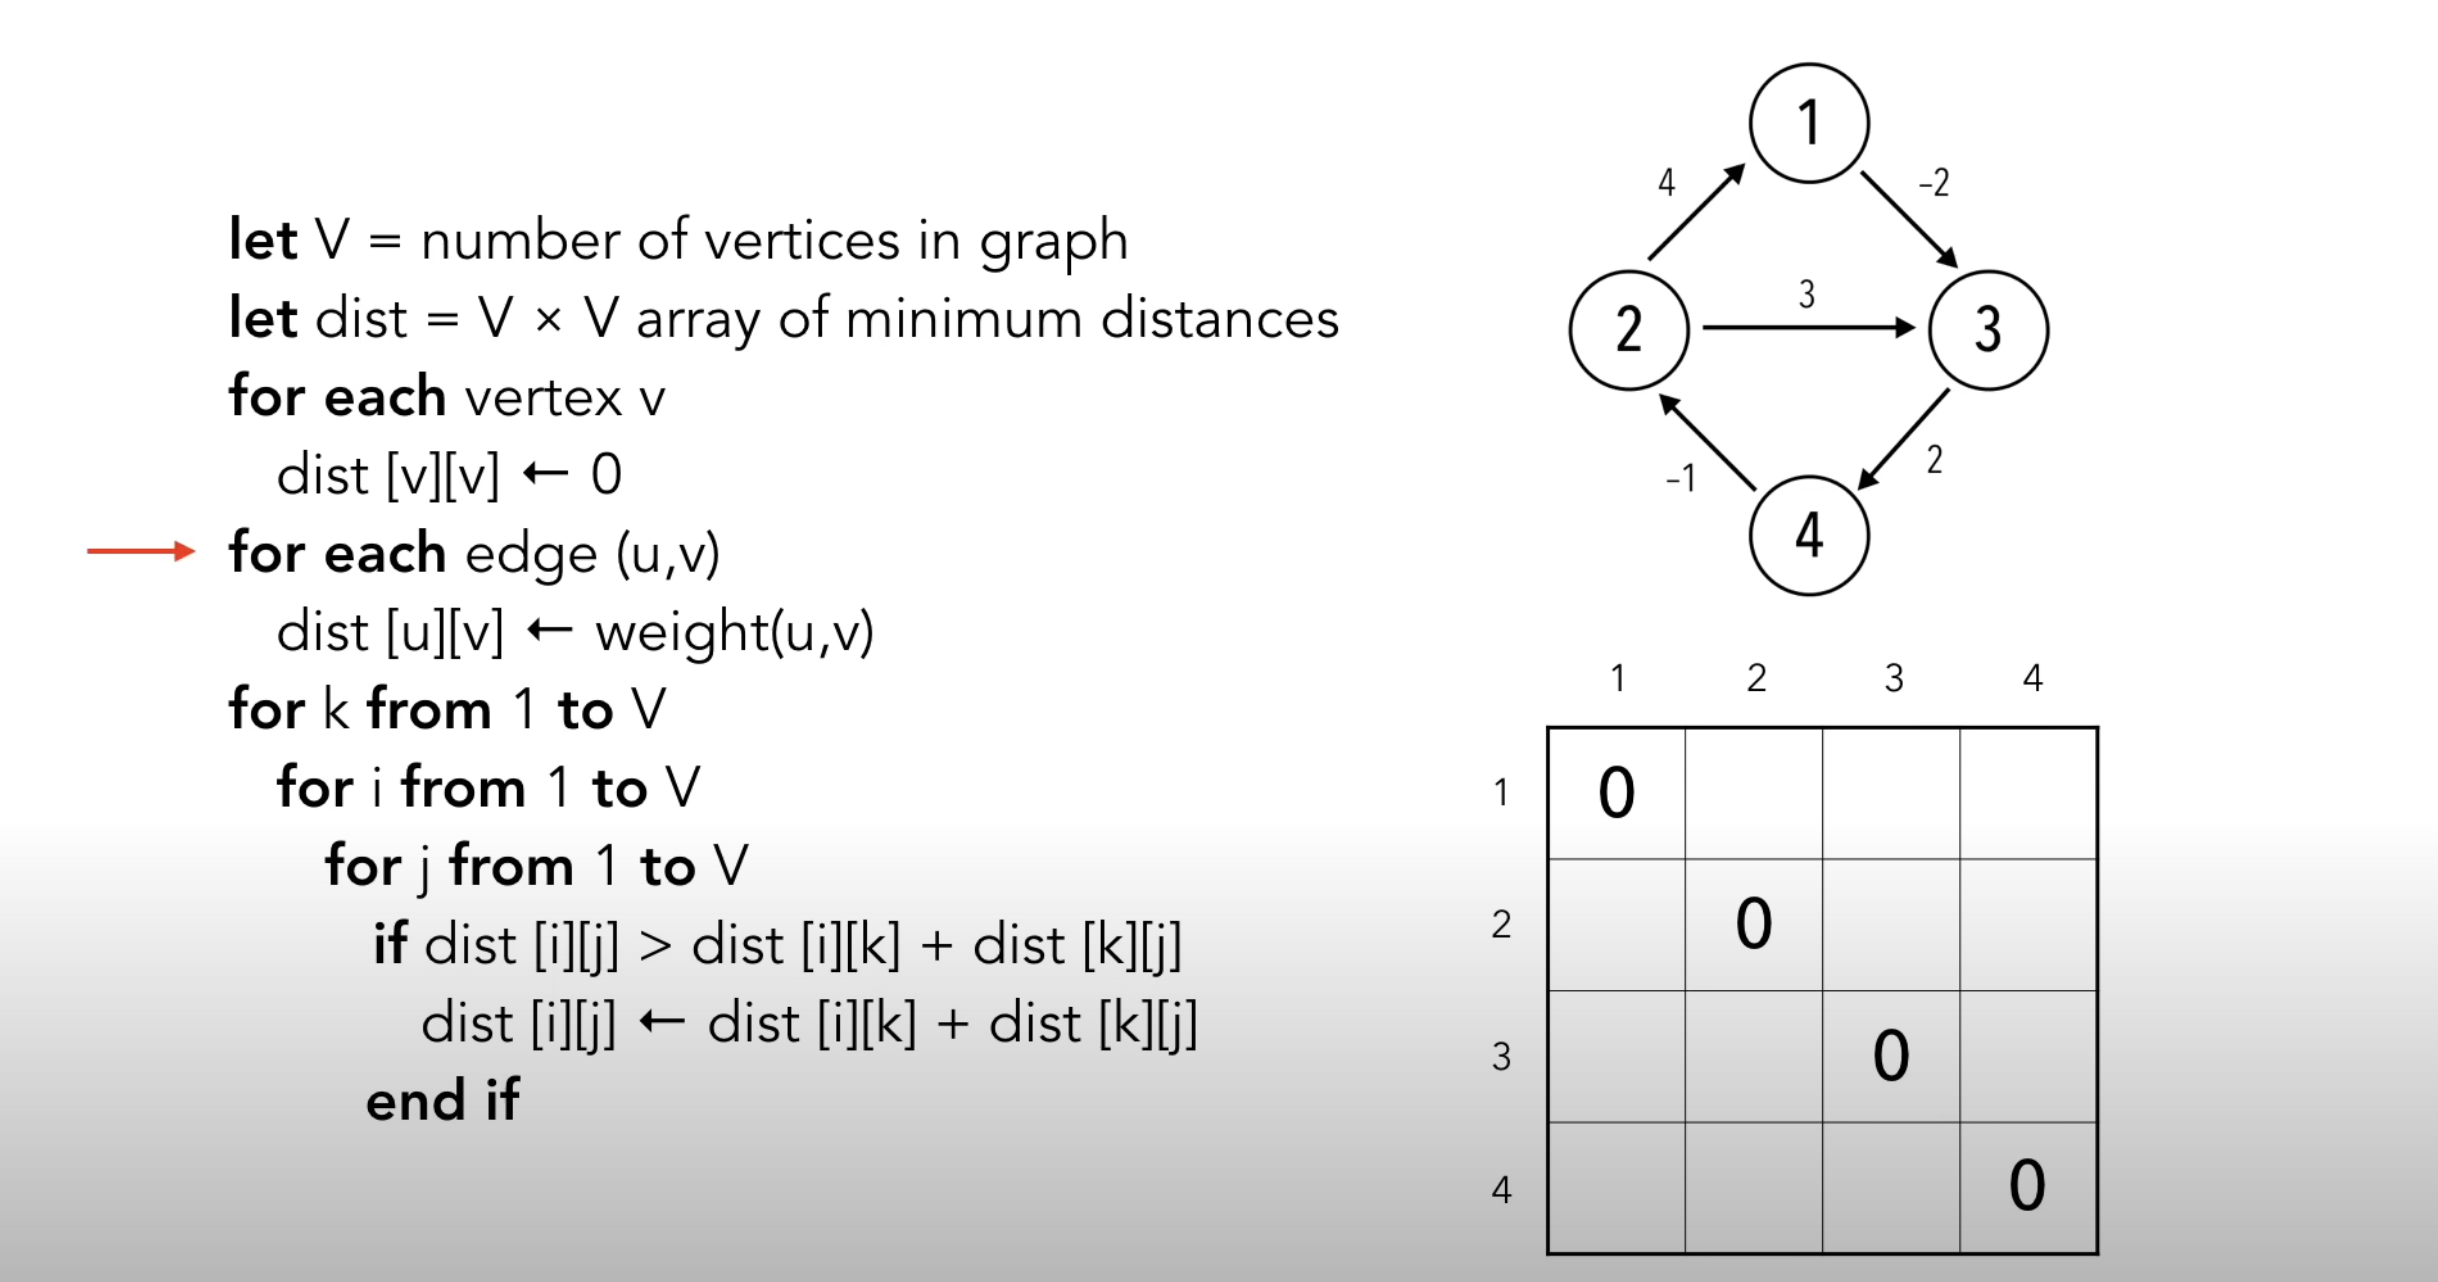 let V = number of vertices in graph
let dist = V × V array of minimum distances
for each vertex v
dist [v][v] ← 0
for each edge (u,v)
dist [u][v] ← weight(u,v)
for k from 1 to V
for i from 1 to V
for j from 1 to V
if dist [i][j] > dist [i][k] + dist [k][j]
dist [i][j] ← dist [i][k] + dist [k][j]
end if
1
4
-2
2
3
3
-1
2
4
1 2 3 4
1 0
2 0
3 0
4 0